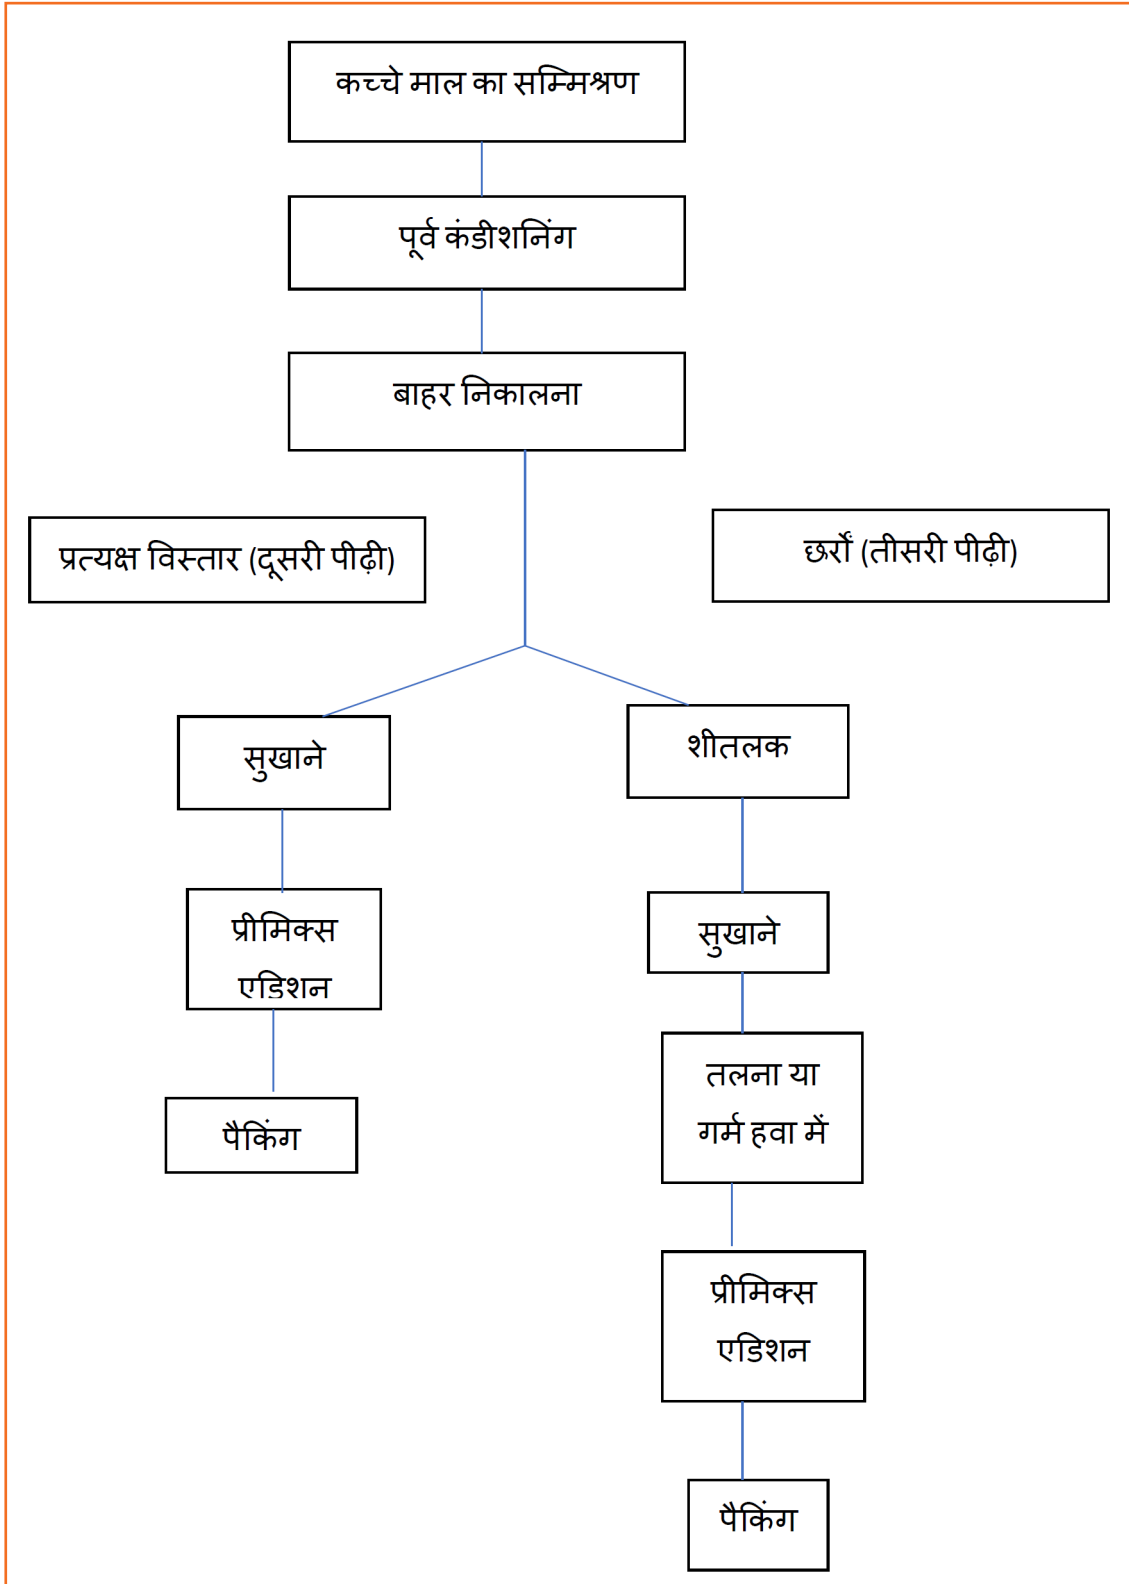 कच्चे माल का सम्मिश्रण
पूर्व कंडीशनिंग
बाहर निकालना
प्रत्यक्ष विस्तार (दूसरी पीढ़ी)
छर्रों (तीसरी पीढ़ी)
सुखाने
शीतलक
प्रीमिक्स
एडिशन
सुखाने
तलना या
गर्म हवा में
पैकिंग
प्रीमिक्स
एडिशन
पैकिंग